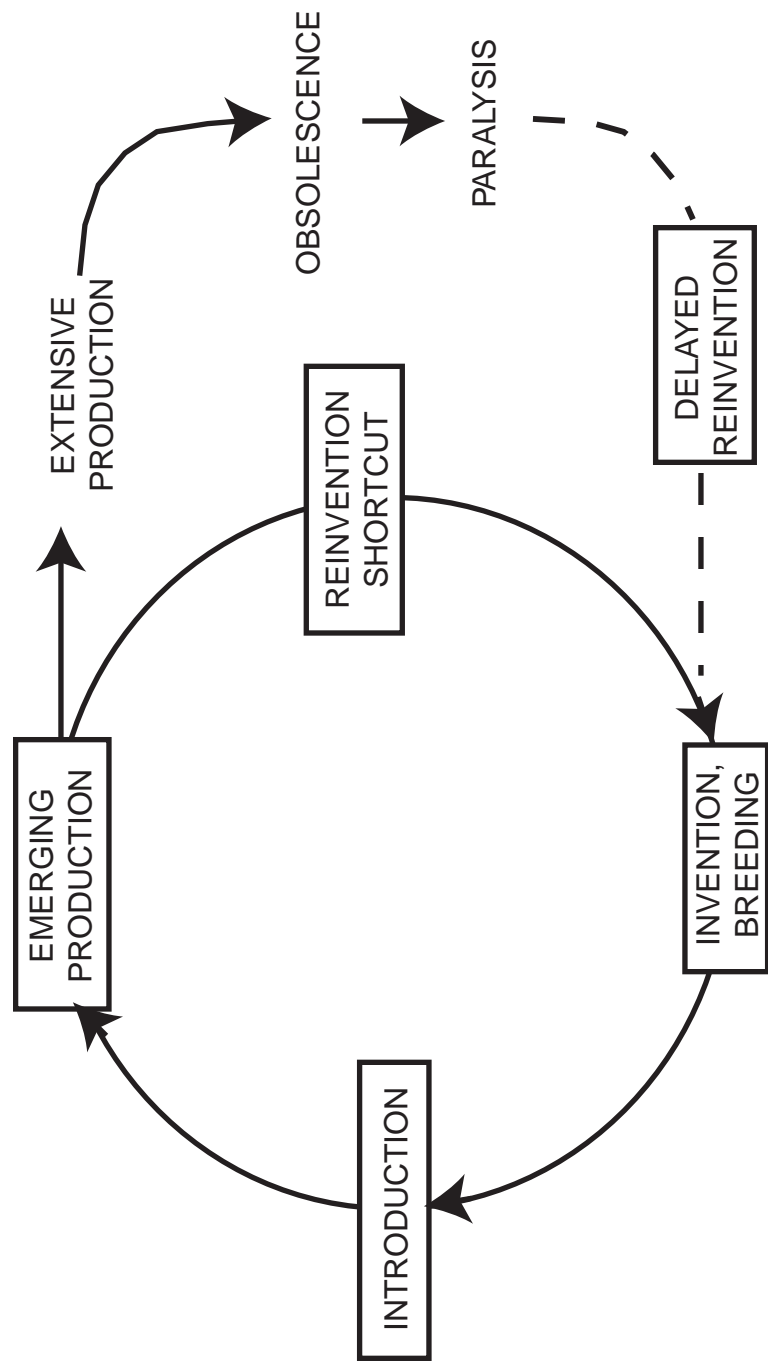 EMERGING
PRODUCTION
EXTENSIVE
PRODUCTION
OBSOLESCENCE
PARALYSIS
REINVENTION
SHORTCUT
DELAYED
REINVENTION
INVENTION,
BREEDING
INTRODUCTION